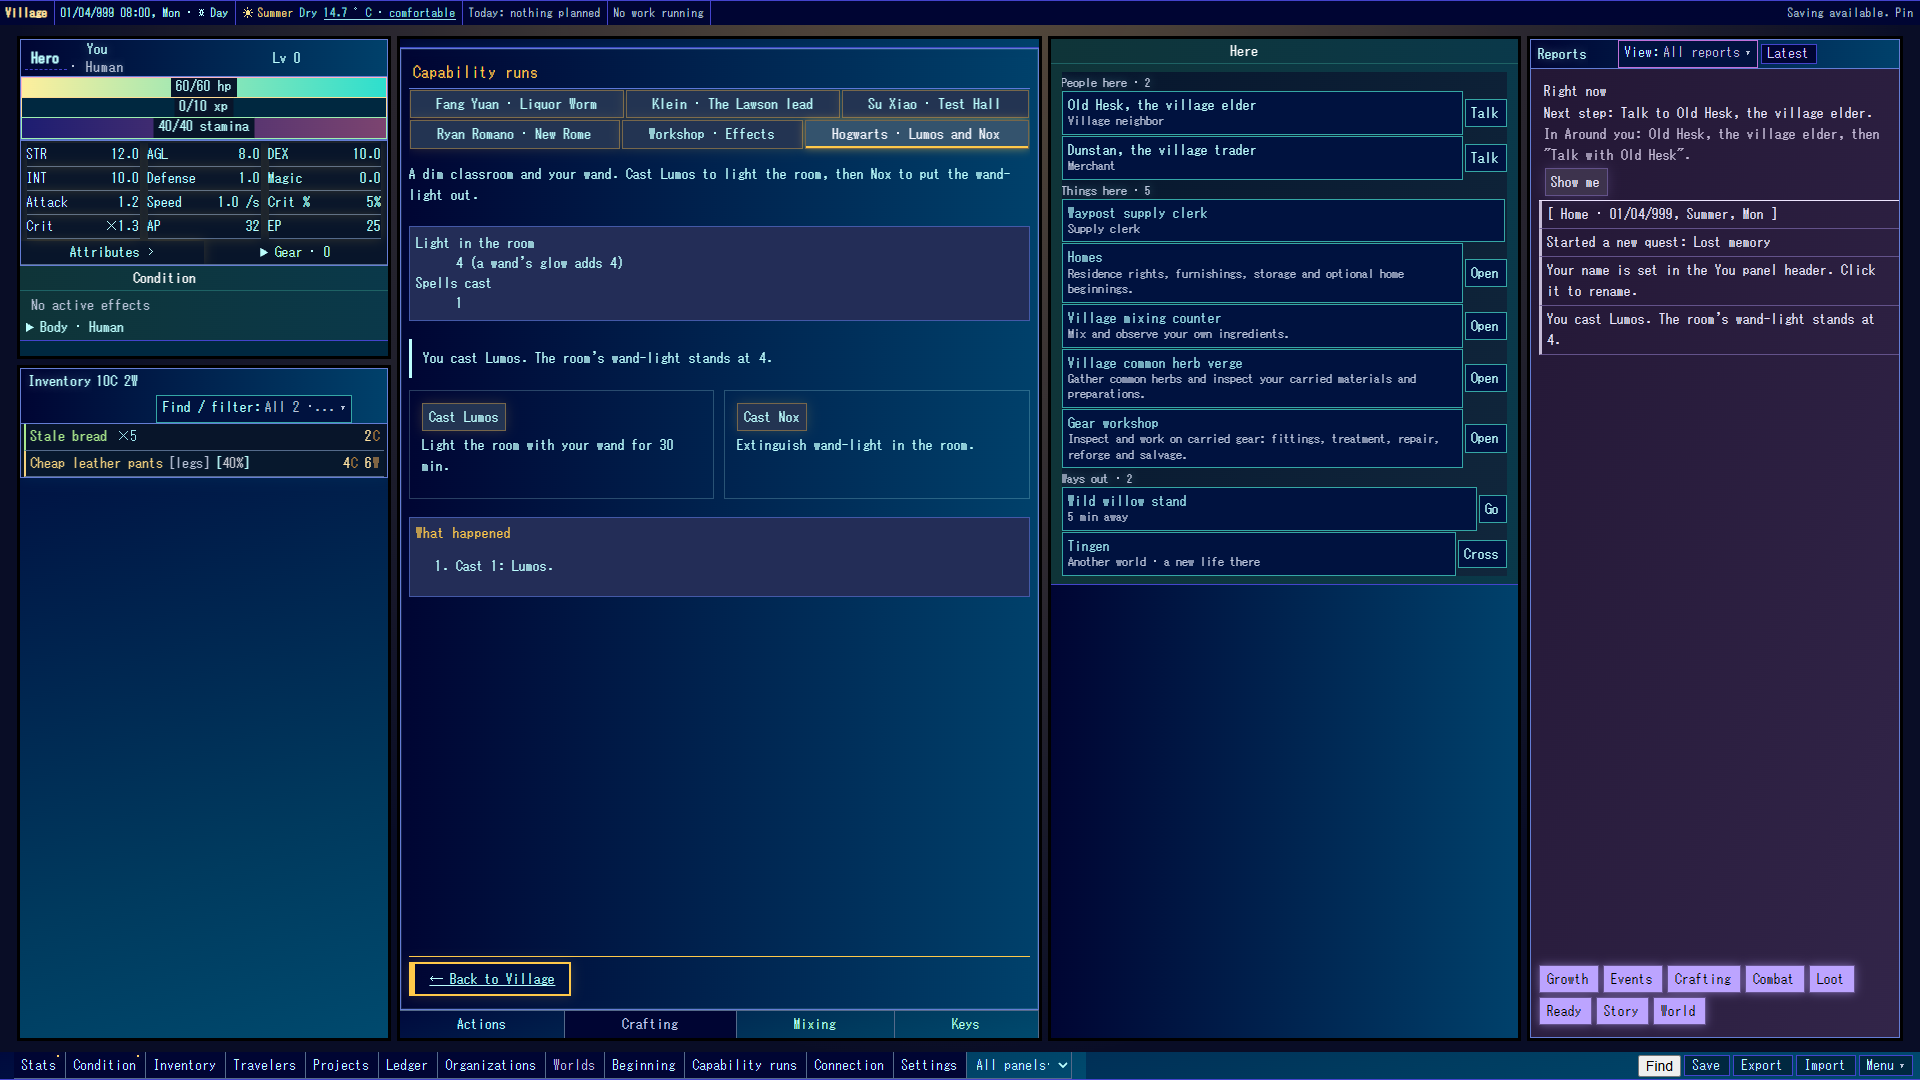 Village 01/04/999 08:00, Mon · ☀ Day ☀ Summer Dry 14.7 ° C · comfortable Today: nothing planned No work running Saving available. Pin
Hero · You Human Lv 0
60/60 hp
0/10 xp
40/40 stamina
STR 12.0 AGL 8.0 DEX 10.0
INT 10.0 Defense 1.0 Magic 0.0
Attack 1.2 Speed 1.0 /s Crit % 5%
Crit ×1.3 AP 32 EP 25
Attributes > ▶ Gear · 0
Condition
No active effects
▶ Body · Human
Inventory 10C 2W
Find / filter: All 2 ·... ▾
Stale bread ×5 2C
Cheap leather pants [legs] [40%] 4C 6W
Capability runs
Fang Yuan · Liquor Worm Klein · The Lawson lead Su Xiao · Test Hall
Ryan Romano · New Rome Workshop · Effects Hogwarts · Lumos and Nox
A dim classroom and your wand. Cast Lumos to light the room, then Nox to put the wand-
light out.
Light in the room
4 (a wand's glow adds 4)
Spells cast
1
You cast Lumos. The room's wand-light stands at 4.
Cast Lumos
Light the room with your wand for 30
min.
Cast Nox
Extinguish wand-light in the room.
What happened
1. Cast 1: Lumos.
← Back to Village
Actions Crafting Mixing Keys
Here
People here · 2
Old Hesk, the village elder
Village neighbor
Talk
Dunstan, the village trader
Merchant
Talk
Things here · 5
Waypost supply clerk
Supply clerk
Homes
Residence rights, furnishings, storage and optional home
beginnings.
Open
Village mixing counter
Mix and observe your own ingredients.
Open
Village common herb verge
Gather common herbs and inspect your carried materials and
preparations.
Open
Gear workshop
Inspect and work on carried gear: fittings, treatment, repair,
reforge and salvage.
Open
Ways out · 2
Wild willow stand
5 min away
Go
Tingen
Another world · a new life there
Cross
Reports View: All reports ▾ Latest
Right now
Next step: Talk to Old Hesk, the village elder.
In Around you: Old Hesk, the village elder, then
"Talk with Old Hesk".
Show me
[ Home · 01/04/999, Summer, Mon ]
Started a new quest: Lost memory
Your name is set in the You panel header. Click
it to rename.
You cast Lumos. The room's wand-light stands at
4.
Growth Events Crafting Combat Loot
Ready Story World
Stats Condition Inventory Travelers Projects Ledger Organizations Worlds Beginning Capability runs Connection Settings All panels Find Save Export Import Menu ▾